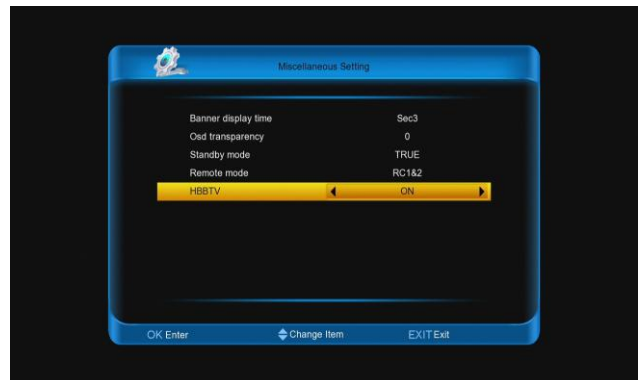 Miscellaneous Setting
Banner display time Sec3
Osd transparency 0
Standby mode TRUE
Remote mode RC1&2
HBBTV ON
OK Enter Change Item EXIT Exit